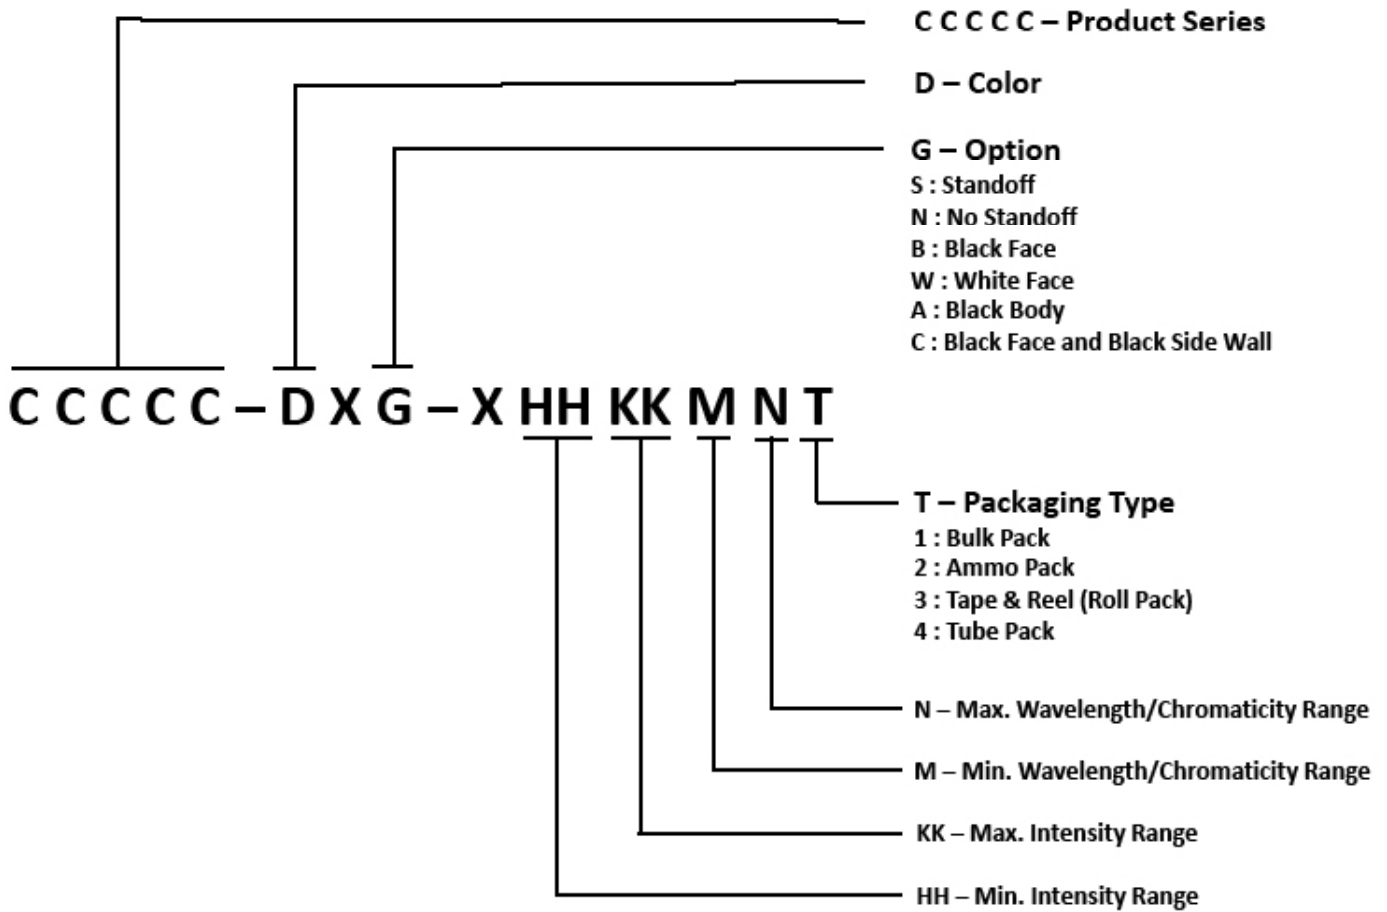 C C C C C – Product Series
D – Color
G – Option
S : Standoff
N : No Standoff
B : Black Face
W : White Face
A : Black Body
C : Black Face and Black Side Wall
C C C C C – D X G – X HH KK M N T
T – Packaging Type
1 : Bulk Pack
2 : Ammo Pack
3 : Tape & Reel (Roll Pack)
4 : Tube Pack
N – Max. Wavelength/Chromaticity Range
M – Min. Wavelength/Chromaticity Range
KK – Max. Intensity Range
HH – Min. Intensity Range